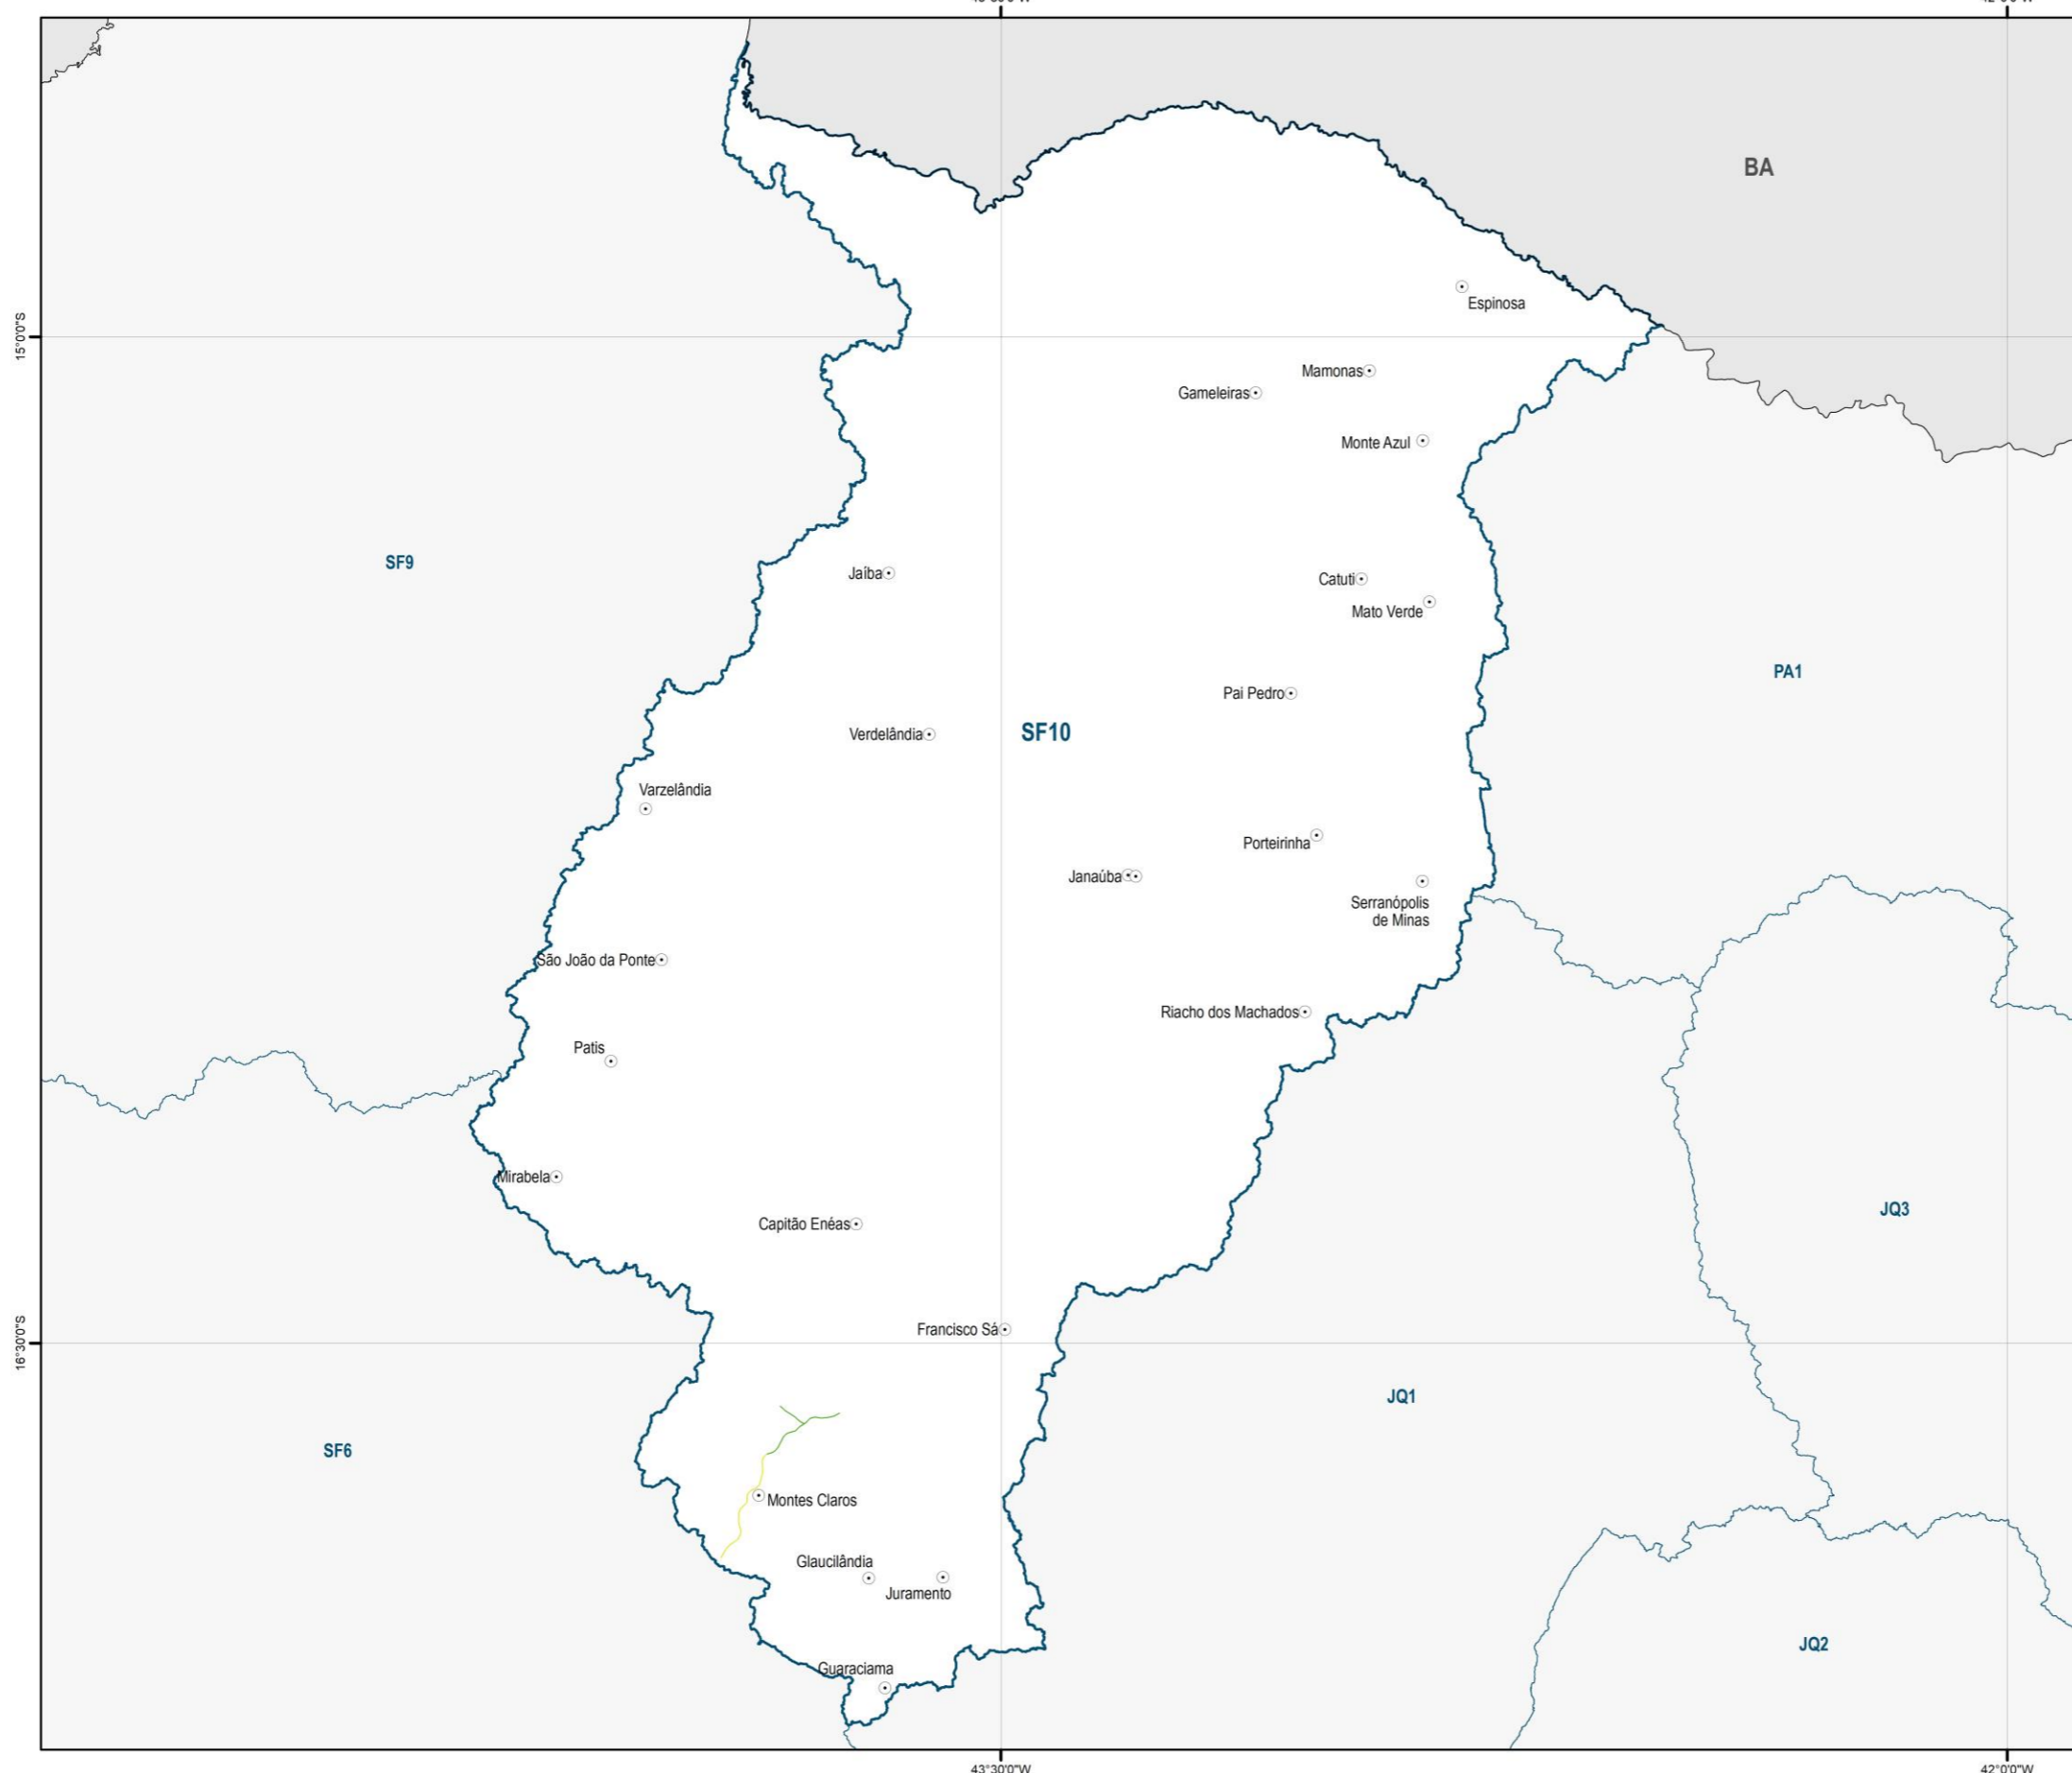 BA
Espinosa
15°0'0"S
Mamonas
Gameleiras
Monte Azul
SF9
Jaíba
Catuti
Mato Verde
PA1
Pai Pedro
SF10
Verdelândia
Varzelândia
Porteirinha
Janaúba
Serranópolis
de Minas
São João da Ponte
Riacho dos Machados
Patis
Mirabela
JQ3
Capitão Enéas
Francisco Sá
16°30'0"S
JQ1
SF6
Montes Claros
Glaucilândia
Juramento
JQ2
Guaraciama
43°30'0"W
42°0'0"W